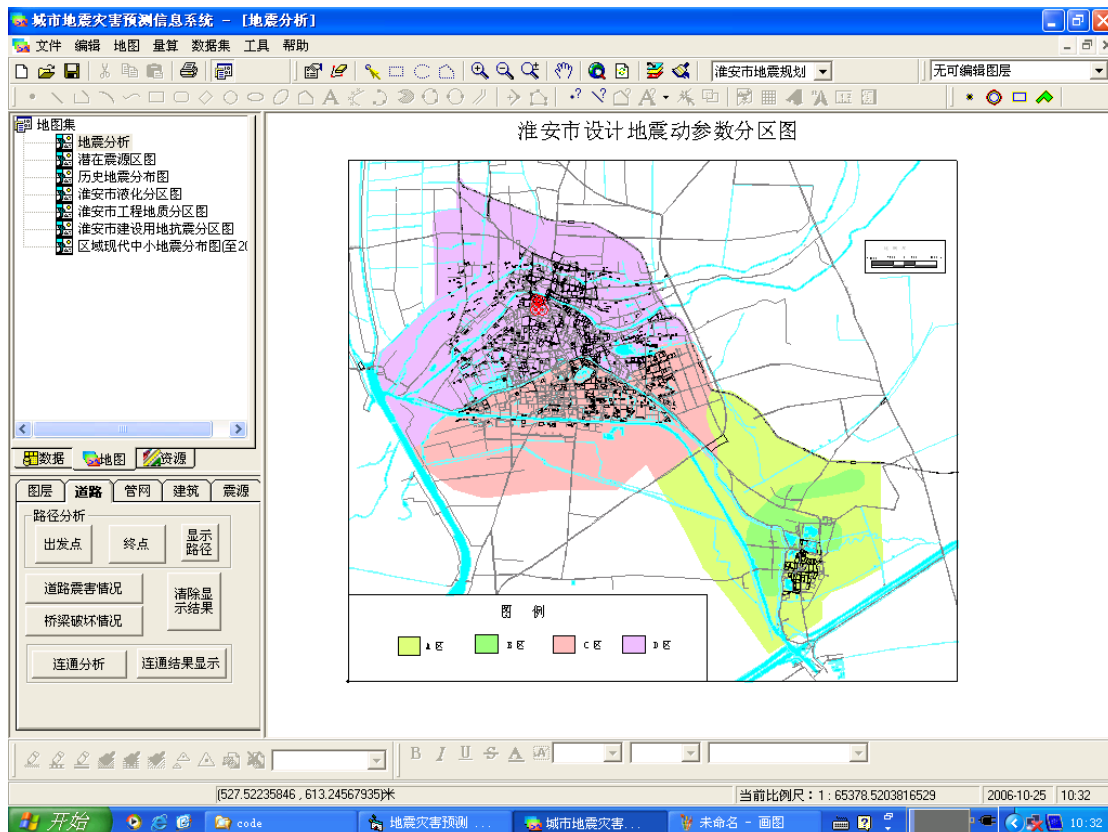 城市地震灾害预测信息系统 - [地震分析]
文件 编辑 地图 量算 数据集 工具 帮助
淮安市地震规划
无可编辑图层
地图集
地震分析
潜在震源区图
历史地震分布图
淮安市液化分区图
淮安市工程地质分区图
淮安市建设用地抗震分区图
区域现代中小地震分布图(至20
数据 地图 资源
图层 道路 管网 建筑 震源
路径分析
出发点 终点 显示路径
道路震害情况
清除显示结果
桥梁破坏情况
连通分析 连通结果显示
淮安市设计地震动参数分区图
图 例
A区 B区 C区 D区
B I U S A
(527.52235846 , 613.24567935)米
当前比例尺：1 : 65378.5203816529
2006-10-25 10:32
开始
code
地震灾害预测 ...
城市地震灾害...
未命名 - 画图
10:32